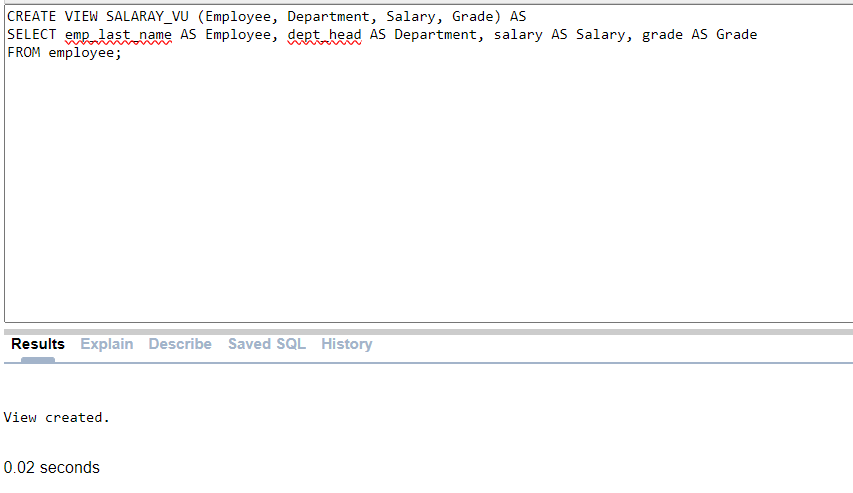 CREATE VIEW SALARAY_VU (Employee, Department, Salary, Grade) AS
SELECT emp_last_name AS Employee, dept_head AS Department, salary AS Salary, grade AS Grade
FROM employee;
Results Explain Describe Saved SQL History
View created.
0.02 seconds